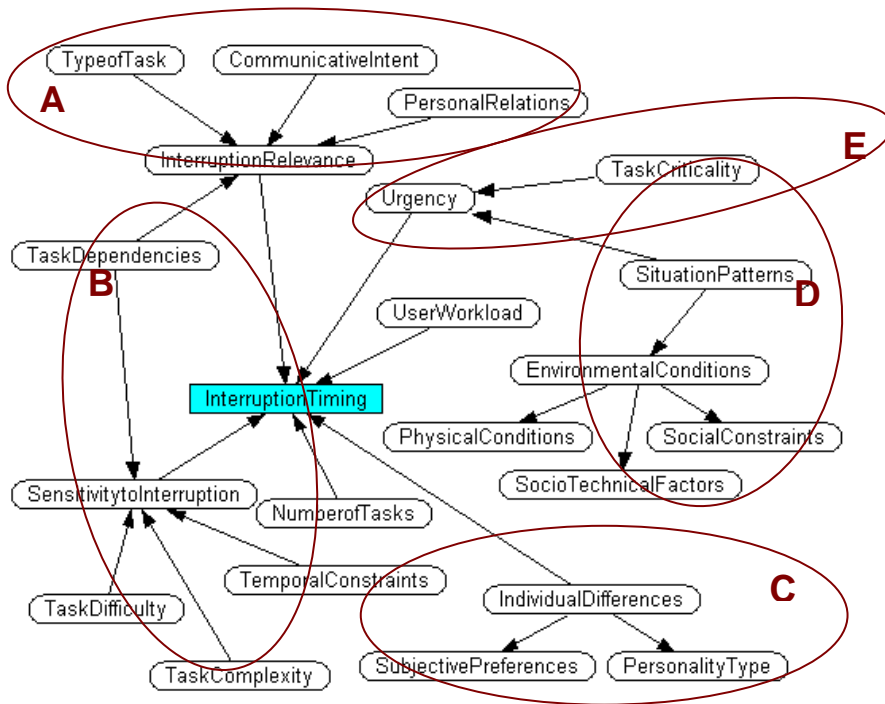 TypeofTask
CommunicativeIntent
A
PersonalRelations
InterruptionRelevance
E
TaskCriticality
Urgency
TaskDependencies
B
SituationPatterns
D
UserWorkload
EnvironmentalConditions
InterruptionTiming
PhysicalConditions
SocialConstraints
SocioTechnicalFactors
SensitivitytoInterruption
NumberofTasks
TemporalConstraints
C
IndividualDifferences
TaskDifficulty
SubjectivePreferences
PersonalityType
TaskComplexity